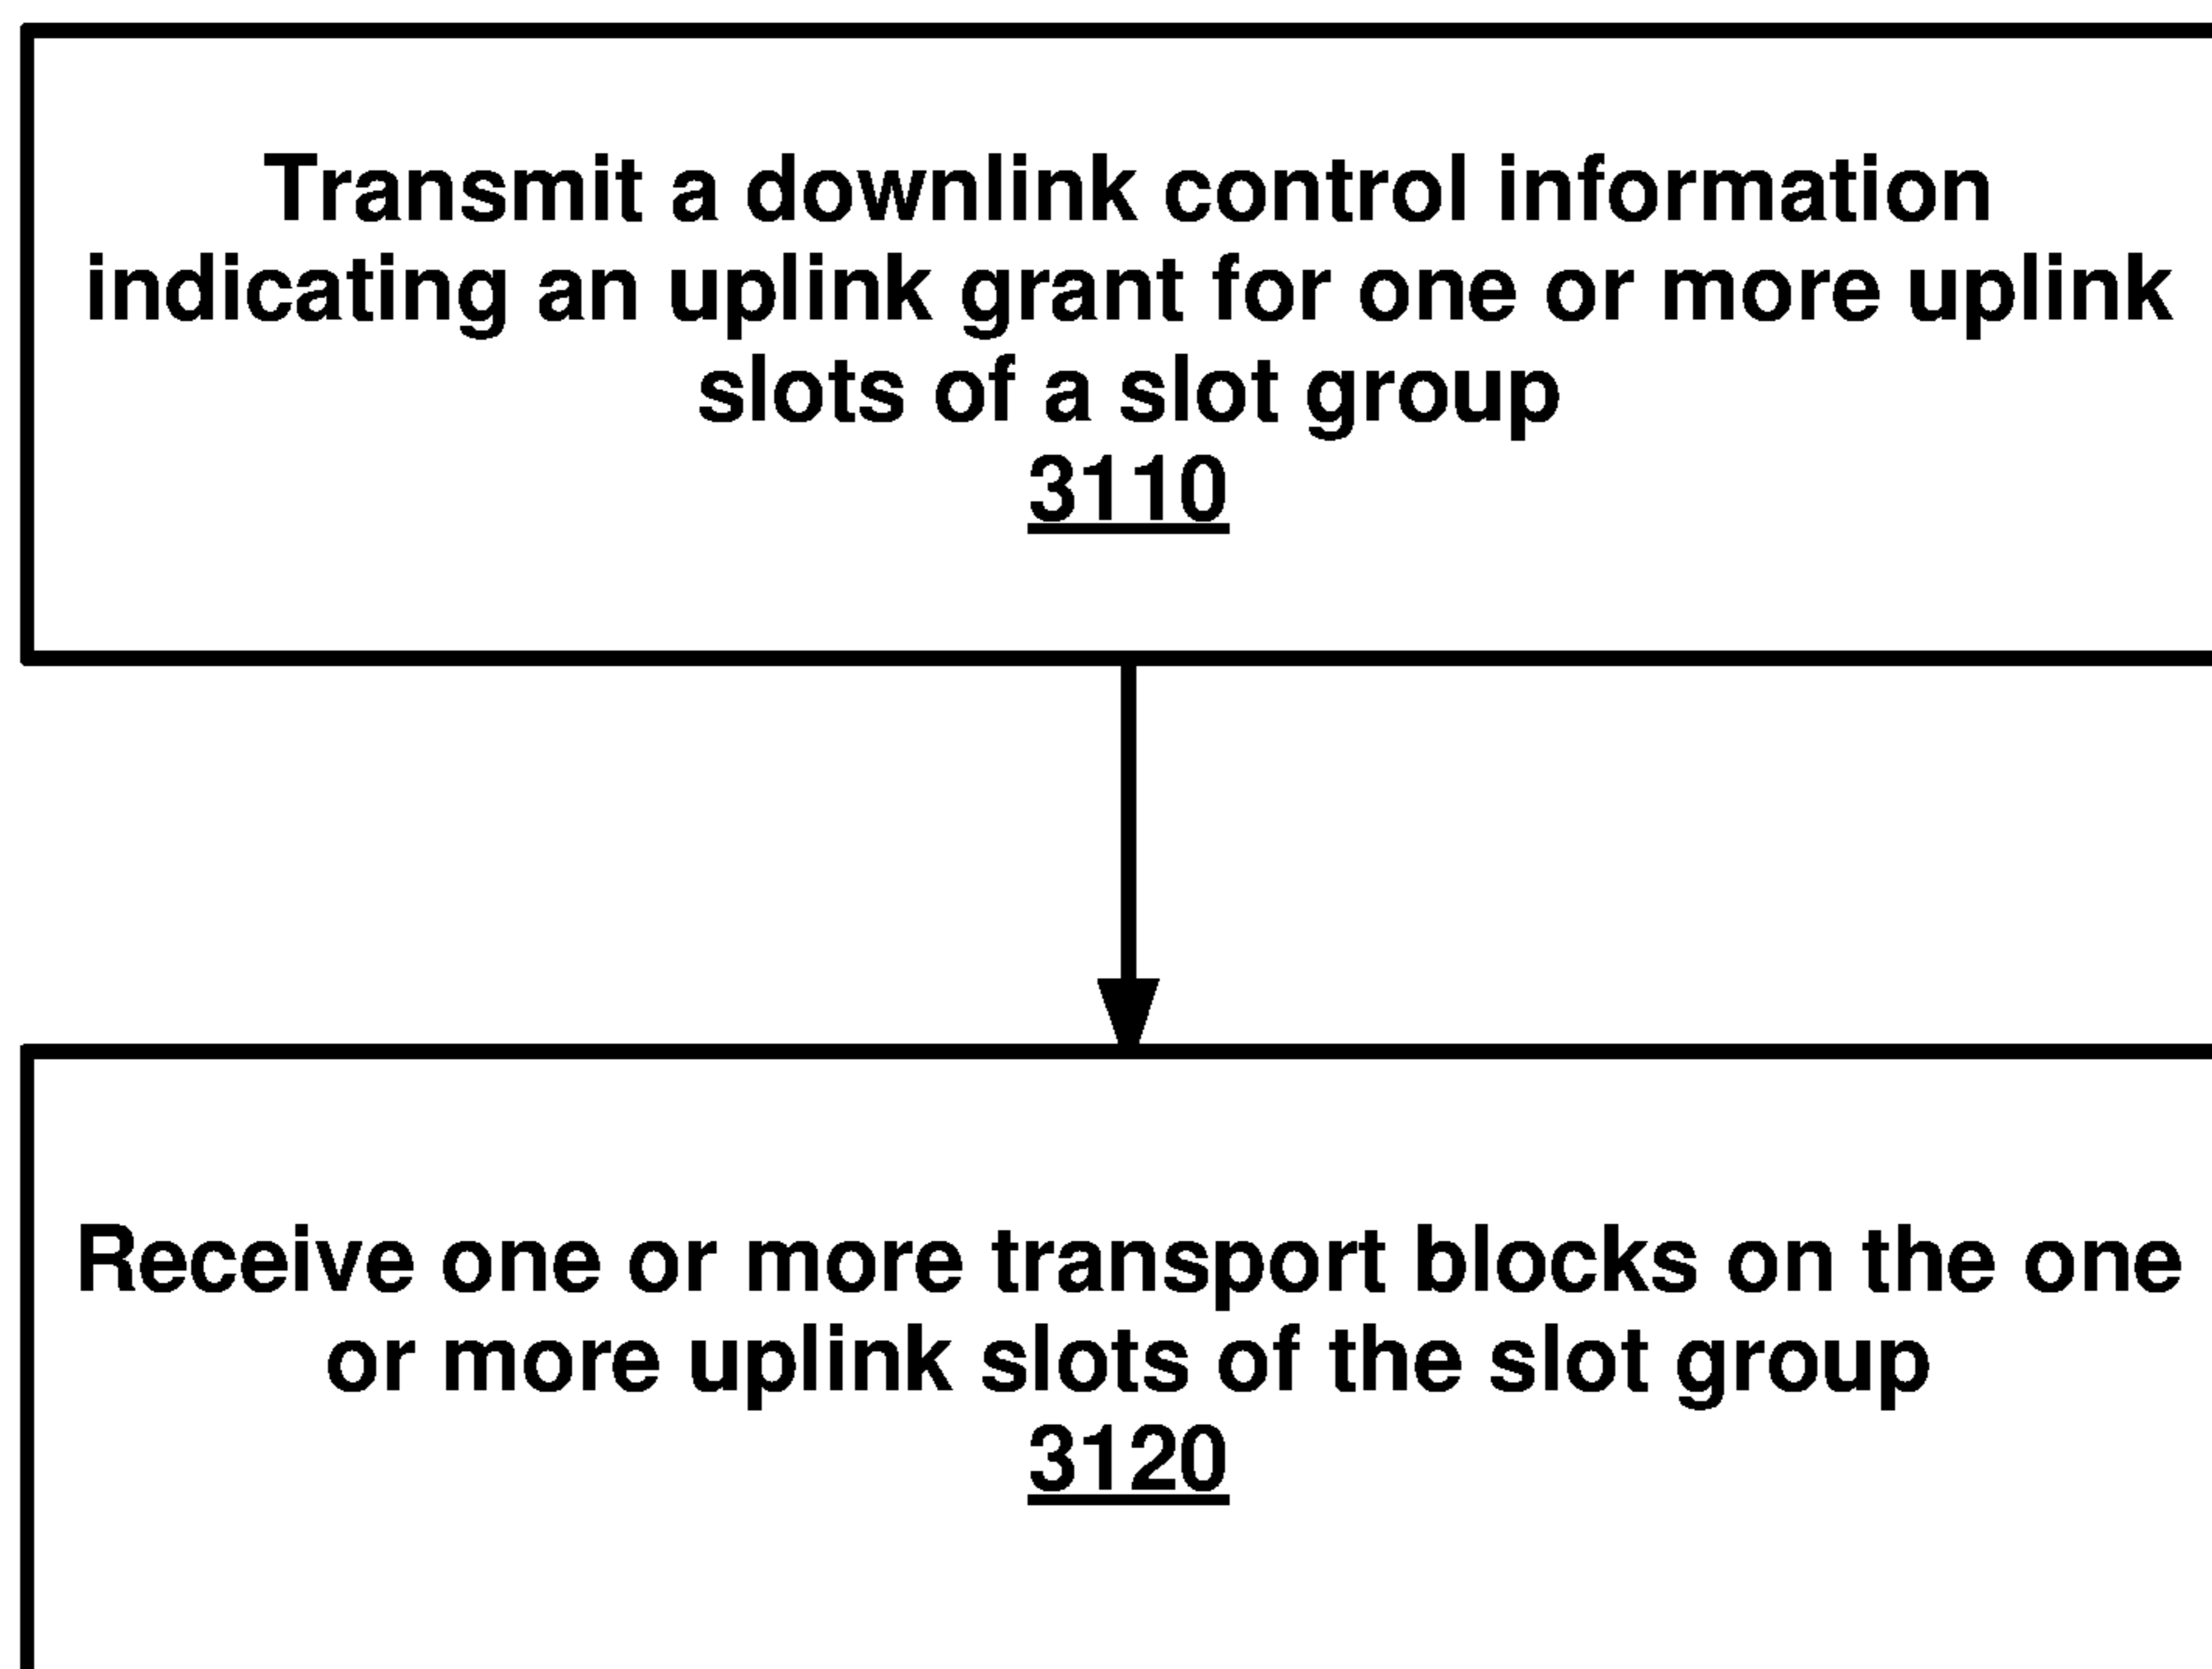 Transmit a downlink control information
indicating an uplink grant for one or more uplink
slots of a slot group
3110
Receive one or more transport blocks on the one
or more uplink slots of the slot group
3120